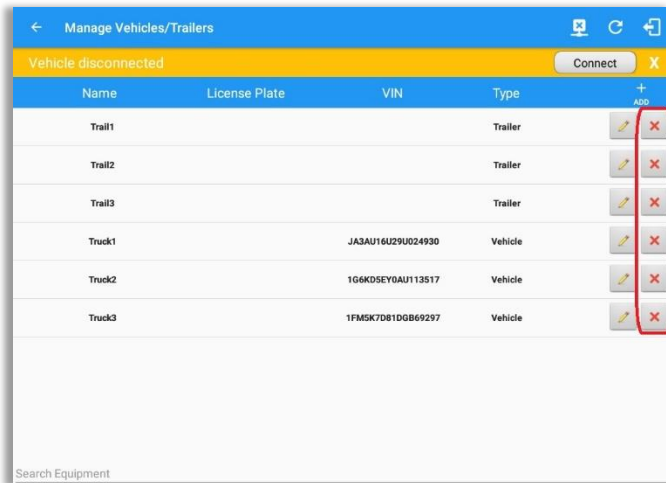 Manage Vehicles/Trailers
Vehicle disconnected Connect X
Name License Plate VIN Type + ADD
Trail1 Trailer
Trail2 Trailer
Trail3 Trailer
Truck1 JA3AU16U29U024930 Vehicle
Truck2 1G6KD5EY0AU113517 Vehicle
Truck3 1FM5K7D81DGB69297 Vehicle
Search Equipment